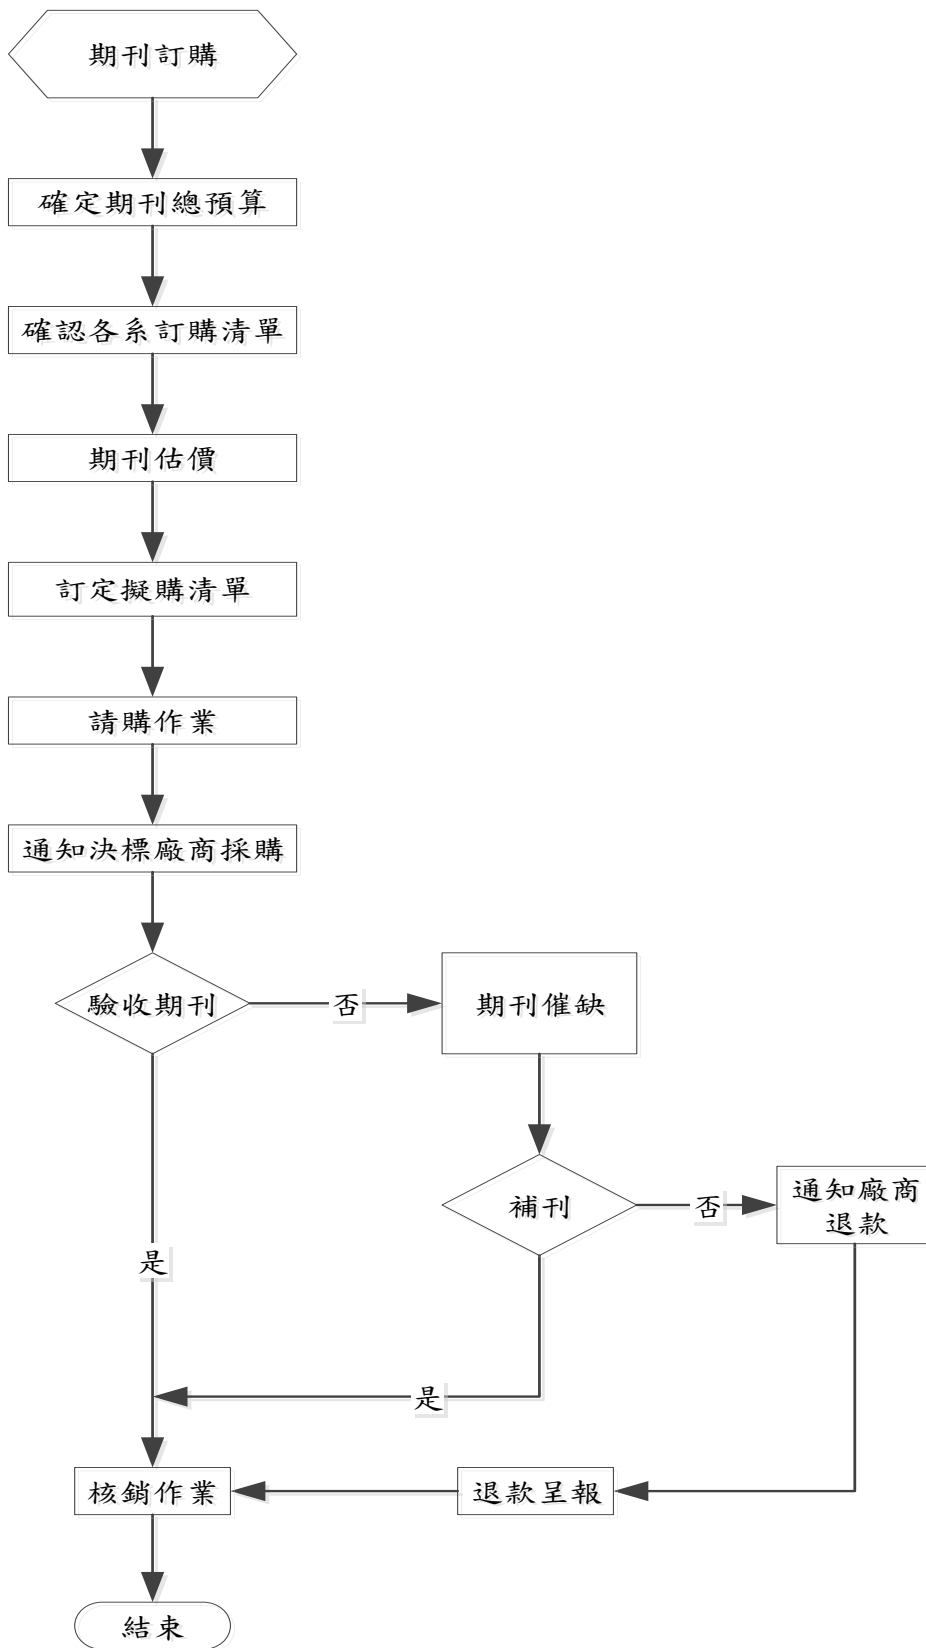 期刊訂購
確定期刊總預算
確認各系訂購清單
期刊估價
訂定擬購清單
請購作業
通知決標廠商採購
驗收期刊
否
期刊催缺
補刊
否
通知廠商
退款
是
是
核銷作業
退款呈報
結束